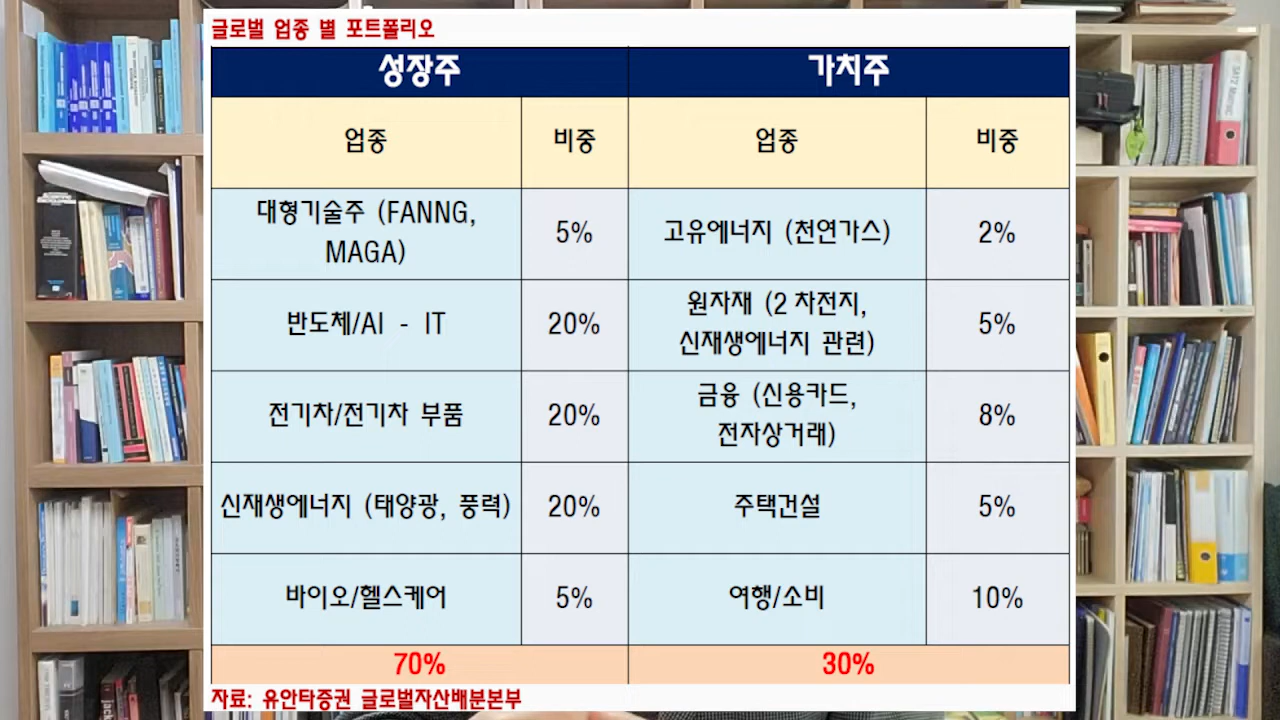 글로벌 업종 별 포트폴리오
성장주 가치주
업종 비중 업종 비중
대형기술주 (FANNG,
MAGA)
5%
고유에너지 (천연가스)
2%
반도체/AI - IT
20%
원자재 (2차전지,
신재생에너지 관련)
5%
전기차/전기차 부품
20%
금융 (신용카드,
전자상거래)
8%
신재생에너지 (태양광, 풍력)
20%
주택건설
5%
바이오/헬스케어
5%
여행/소비
10%
70% 30%
자료: 유안타증권 글로벌자산배분본부